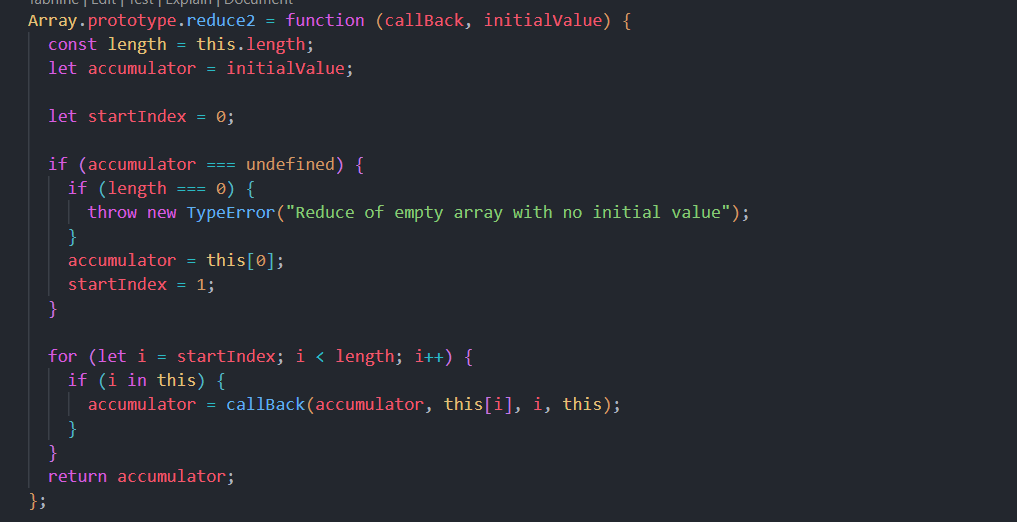 Tabnine | Edit | Test | Explain | Document
Array.prototype.reduce2 = function (callBack, initialValue) {
  const length = this.length;
  let accumulator = initialValue;

  let startIndex = 0;

  if (accumulator === undefined) {
    if (length === 0) {
      throw new TypeError("Reduce of empty array with no initial value");
    }
    accumulator = this[0];
    startIndex = 1;
  }

  for (let i = startIndex; i < length; i++) {
    if (i in this) {
      accumulator = callBack(accumulator, this[i], i, this);
    }
  }
  return accumulator;
};